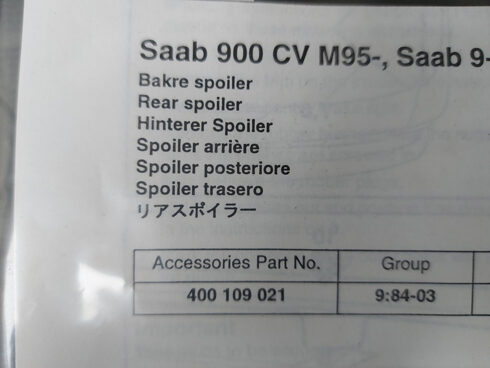 Saab 900 CV M95-, Saab 9-
Bakre spoiler
Rear spoiler
Hinterer Spoiler
Spoiler arrière
Spoiler posteriore
Spoiler trasero
リアスポイラー
Accessories Part No. Group
400 109 021 9:84-03